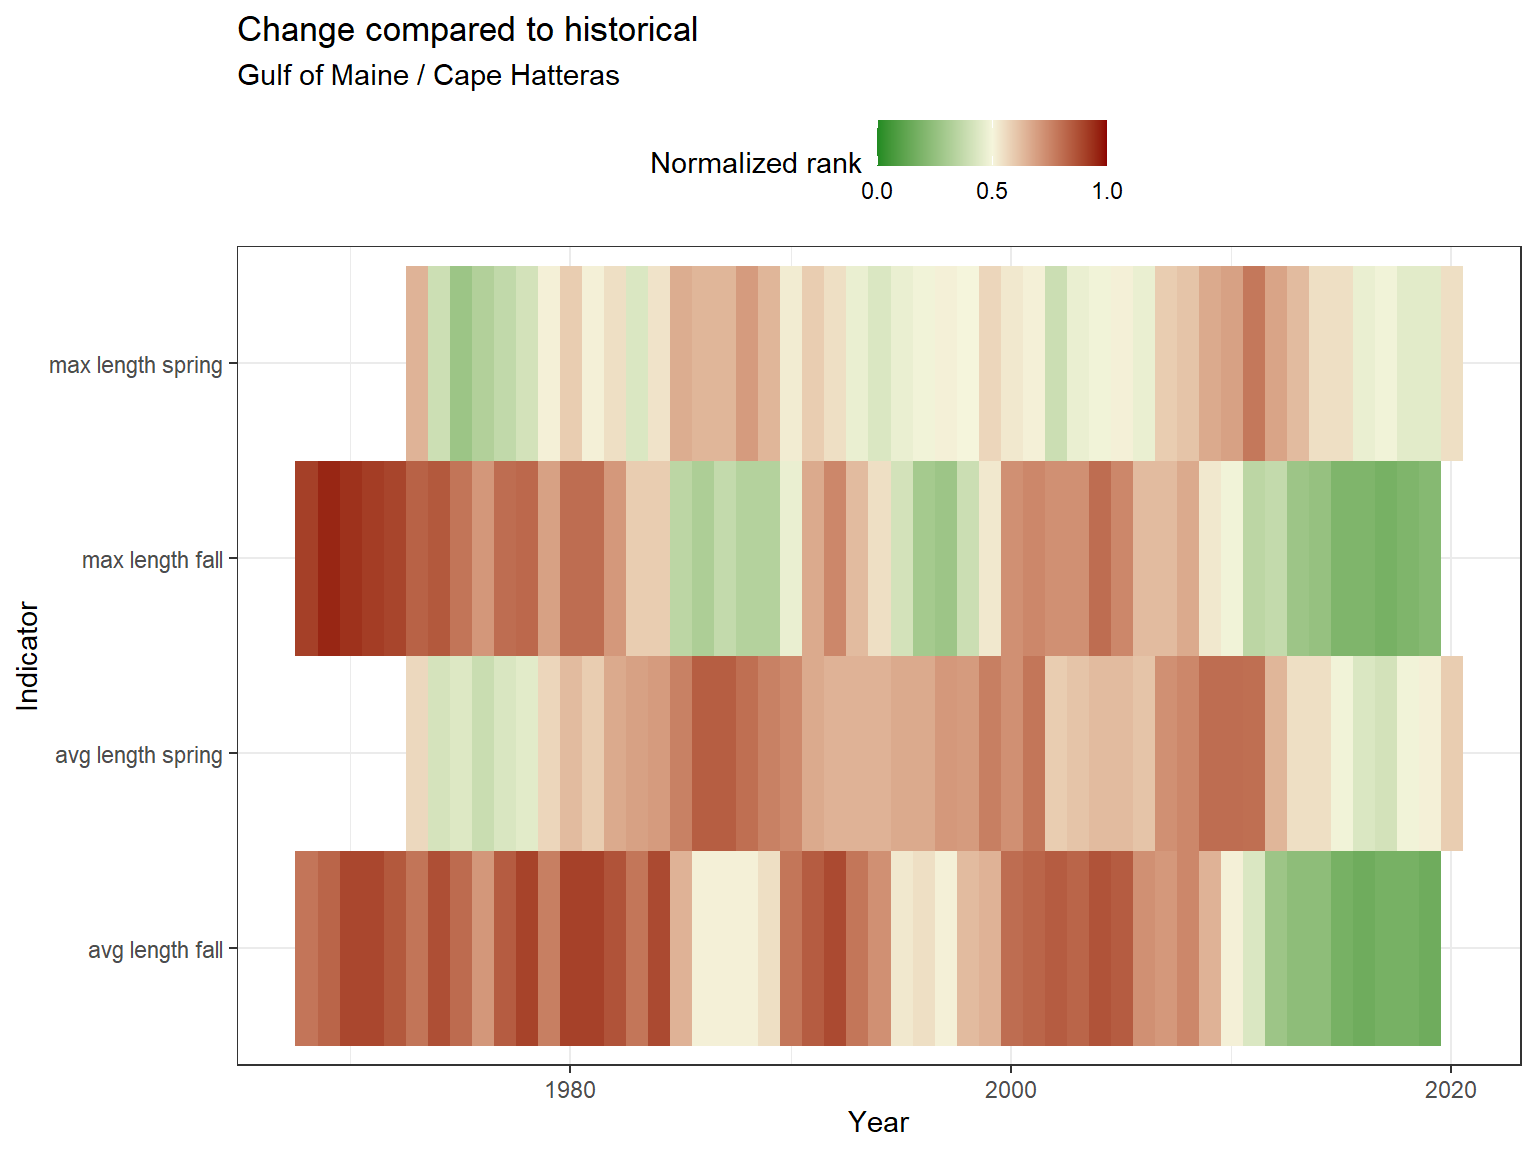 Change compared to historical
Gulf of Maine / Cape Hatteras
Normalized rank
0.0 0.5 1.0
max length spring
max length fall
avg length spring
avg length fall
Indicator
1980 2000 2020
Year